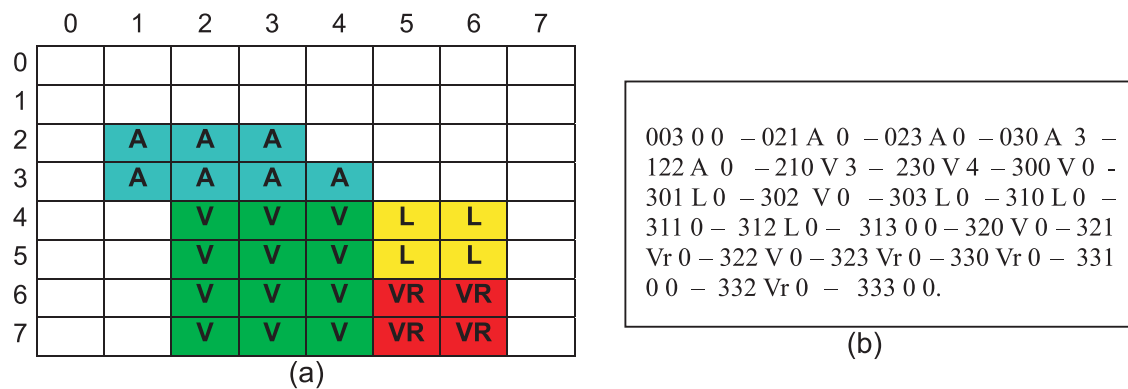 0 1 2 3 4 5 6 7
0
1
2 A A A
3 A A A A
4 V V V L L
5 V V V L L
6 V V V VR VR
7 V V V VR VR
(a)
003 0 0 – 021 A 0 – 023 A 0 – 030 A 3 –
122 A 0 – 210 V 3 – 230 V 4 – 300 V 0 -
301 L 0 – 302 V 0 – 303 L 0 – 310 L 0 –
311 0 – 312 L 0 – 313 0 0 – 320 V 0 – 321
Vr 0 – 322 V 0 – 323 Vr 0 – 330 Vr 0 – 331
0 0 – 332 Vr 0 – 333 0 0.
(b)